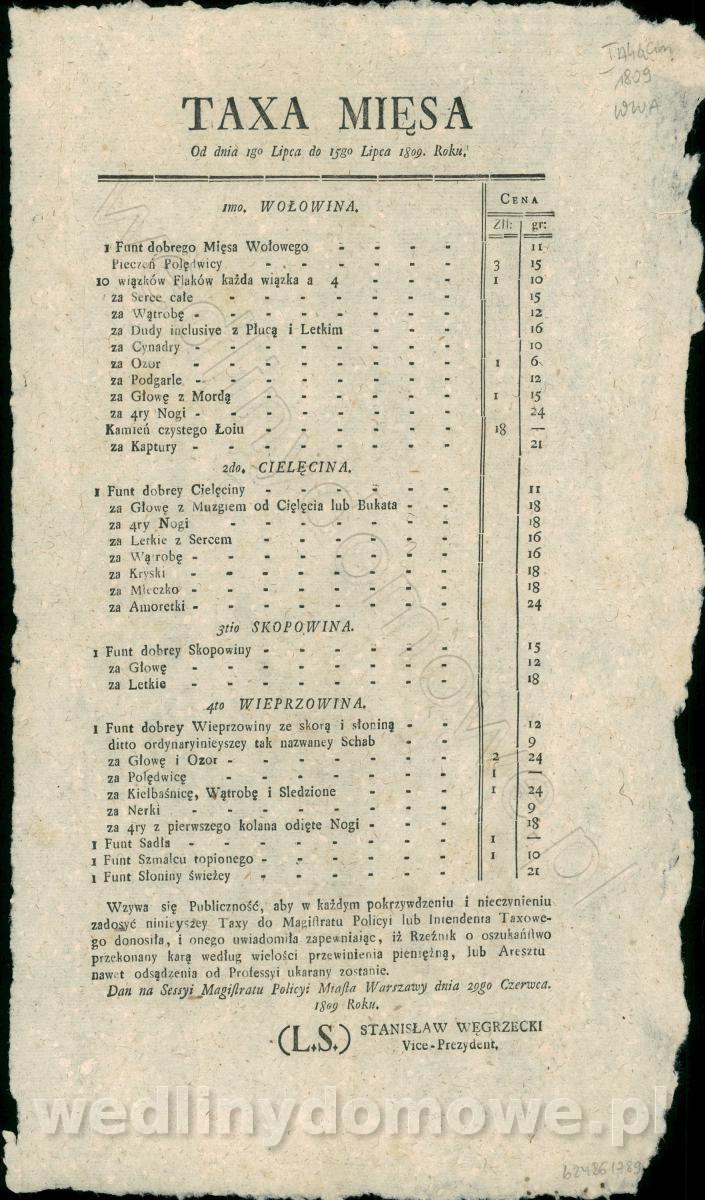 TAXA MIĘSA
Od dnia 1go Lipca do 15go Lipca 1809. Roku.
CENA
1mo. WOŁOWINA.
Zll: gr:
1 Funt dobrego Mięsa Wołowego - - - - 11
Pieczeń Polędwicy - - - - - - 3 15
10 wiązków Flaków każda wiązka a 4 - - - 1 10
za Serce całe - - - - - - - 15
za Wątrobę - - - - - - - - 12
za Dudy inclusive z Płucą i Letkim - - - 16
za Cynadry - - - - - - - - 10
za Ozor - - - - - - - - 1 6
za Podgarle - - - - - - - - 12
za Głowę z Mordą - - - - - - 1 15
za 4ry Nogi - - - - - - - - 24
Kamień czystego Łoiu - - - - - - 18 —
za Kaptury - - - - - - - - 21
2do. CIELĘCINA.
1 Funt dobrey Cielęciny - - - - - - 11
za Głowę z Muzgiem od Cięlęcia lub Bukata - - 18
za 4ry Nogi - - - - - - - 18
za Letkie z Sercem - - - - - - 16
za Wątrobę - - - - - - - - 16
za Kryski - - - - - - - - 18
za Mleczko - - - - - - - - 18
za Amoretki - - - - - - - - 24
3tio SKOPOWINA.
1 Funt dobrey Skopowiny - - - - - - 15
za Głowę - - - - - - - - 12
za Letkie - - - - - - - - 18
4to WIEPRZOWINA.
1 Funt dobrey Wieprzowiny ze skorą i słoniną - - 12
ditto ordynaryinieyszey tak nazwaney Schab - - 9
za Głowę i Ozor - - - - - - - 2 24
za Polędwicę - - - - - - - 1 —
za Kiełbaśnicę, Wątrobę i Sledzione - - - 1 24
za Nerki - - - - - - - - 9
za 4ry z pierwszego kolana odięte Nogi - - - 18
1 Funt Sadła - - - - - - - - 1 —
1 Funt Szmalcu topionego - - - - - - 1 10
1 Funt Słoniny świeżey - - - - - - 21
Wzywa się Publiczność, aby w każdym pokrzywdzeniu i nieczynieniu
zadosyć ninieyszey Taxy do Magistratu Policyi lub Intendenta Taxowe-
go donosiła, i onego uwiadomiła zapewniaiąc, iż Rzeźnik o oszukaństwo
przekonany karą według wielości przewinienia pieniężną, lub Aresztu
nawet odsądzenia od Professyi ukarany zostanie.
Dan na Sessyi Magistratu Policyi Miasta Warszawy dnia 29go Czerwca.
1809 Roku.
(L.S.) STANISŁAW WĘGRZECKI
Vice-Prezydent.
1809
WWA
wedlinydomowe.pl
wedlinydomowe.pl